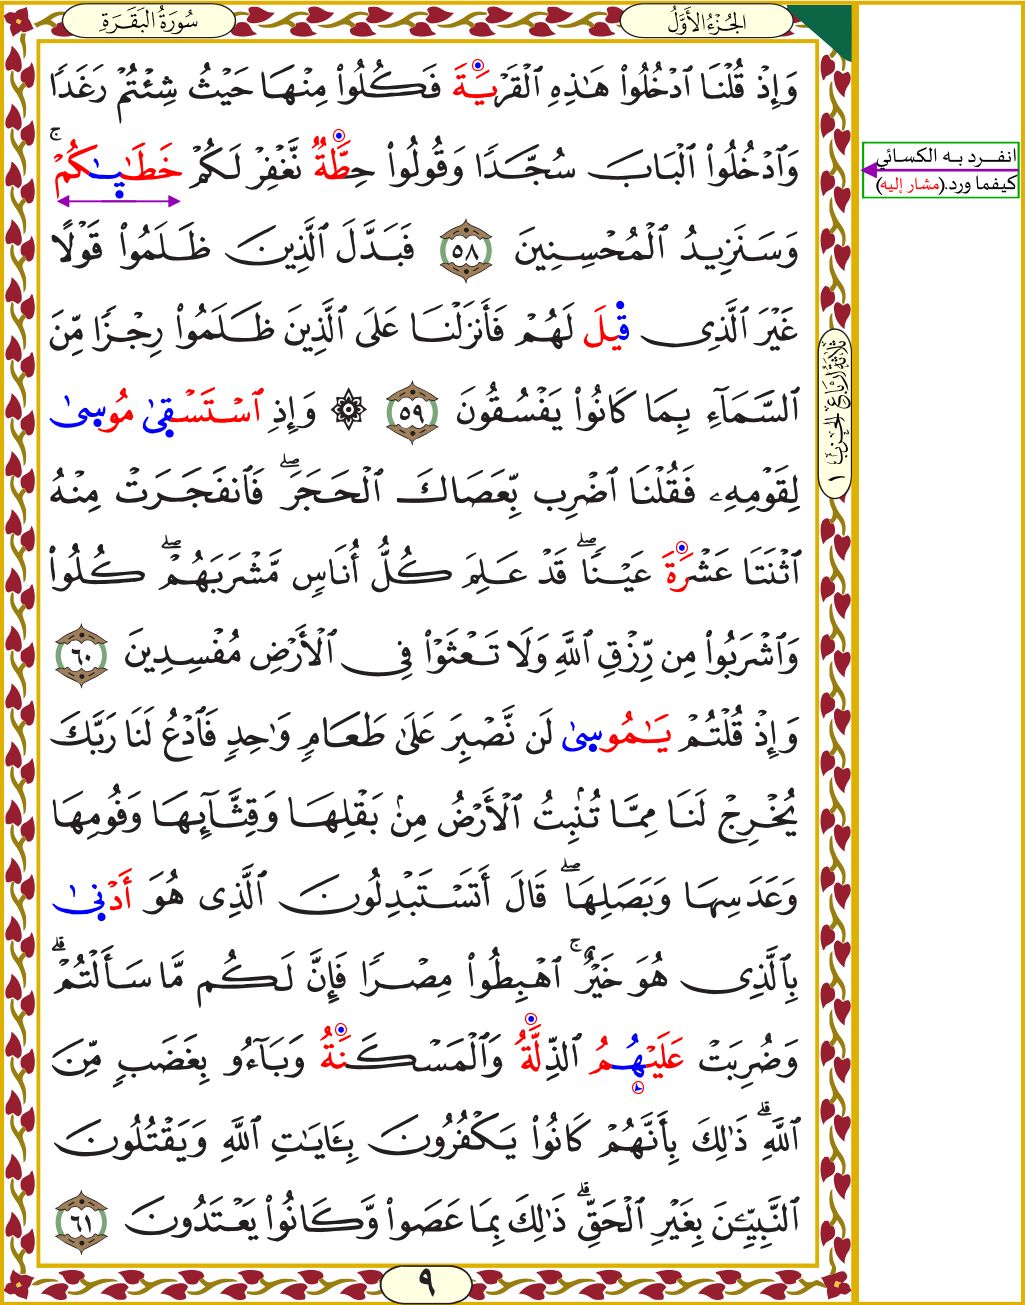 سُورَةُ البَقَرَةِ
الجُزْءُ الأَوَّلُ
وَإِذْ قُلْنَا ٱدْخُلُوا۟ هَـٰذِهِ ٱلْقَرْيَةَ فَكُلُوا۟ مِنْهَا حَيْثُ شِئْتُمْ رَغَدًا
وَٱدْخُلُوا۟ ٱلْبَابَ سُجَّدًا وَقُولُوا۟ حِطَّةٌ نَّغْفِرْ لَكُمْ خَطَـٰيَـٰكُمْ ۚ
وَسَنَزِيدُ ٱلْمُحْسِنِينَ ٥٨ فَبَدَّلَ ٱلَّذِينَ ظَلَمُوا۟ قَوْلًا
غَيْرَ ٱلَّذِى قِيلَ لَهُمْ فَأَنزَلْنَا عَلَى ٱلَّذِينَ ظَلَمُوا۟ رِجْزًا مِّنَ
ٱلسَّمَآءِ بِمَا كَانُوا۟ يَفْسُقُونَ ٥٩ ۞ وَإِذِ ٱسْتَسْقَىٰ مُوسَىٰ
لِقَوْمِهِۦ فَقُلْنَا ٱضْرِب بِّعَصَاكَ ٱلْحَجَرَ ۖ فَٱنفَجَرَتْ مِنْهُ
ٱثْنَتَا عَشْرَةَ عَيْنًا ۖ قَدْ عَلِمَ كُلُّ أُنَاسٍ مَّشْرَبَهُمْ ۖ كُلُوا۟
وَٱشْرَبُوا۟ مِن رِّزْقِ ٱللَّهِ وَلَا تَعْثَوْا۟ فِى ٱلْأَرْضِ مُفْسِدِينَ ٦٠
وَإِذْ قُلْتُمْ يَـٰمُوسَىٰ لَن نَّصْبِرَ عَلَىٰ طَعَامٍ وَٰحِدٍ فَٱدْعُ لَنَا رَبَّكَ
يُخْرِجْ لَنَا مِمَّا تُنۢبِتُ ٱلْأَرْضُ مِنۢ بَقْلِهَا وَقِثَّآئِهَا وَفُومِهَا
وَعَدَسِهَا وَبَصَلِهَا ۖ قَالَ أَتَسْتَبْدِلُونَ ٱلَّذِى هُوَ أَدْنَىٰ
بِٱلَّذِى هُوَ خَيْرٌ ۚ ٱهْبِطُوا۟ مِصْرًا فَإِنَّ لَكُم مَّا سَأَلْتُمْ ۗ
وَضُرِبَتْ عَلَيْهُمُ ٱلذِّلَّةُ وَٱلْمَسْكَنَةُ وَبَآءُو بِغَضَبٍ مِّنَ
ٱللَّهِ ۗ ذَٰلِكَ بِأَنَّهُمْ كَانُوا۟ يَكْفُرُونَ بِـَٔايَـٰتِ ٱللَّهِ وَيَقْتُلُونَ
ٱلنَّبِيِّـۧنَ بِغَيْرِ ٱلْحَقِّ ۗ ذَٰلِكَ بِمَا عَصَوا۟ وَّكَانُوا۟ يَعْتَدُونَ ٦١
٩
انفرد به الكسائي
كيفما ورد.(مشار إليه)
ثَلَاثَةُ أَرْبَاعِ الحِزْبِ ١